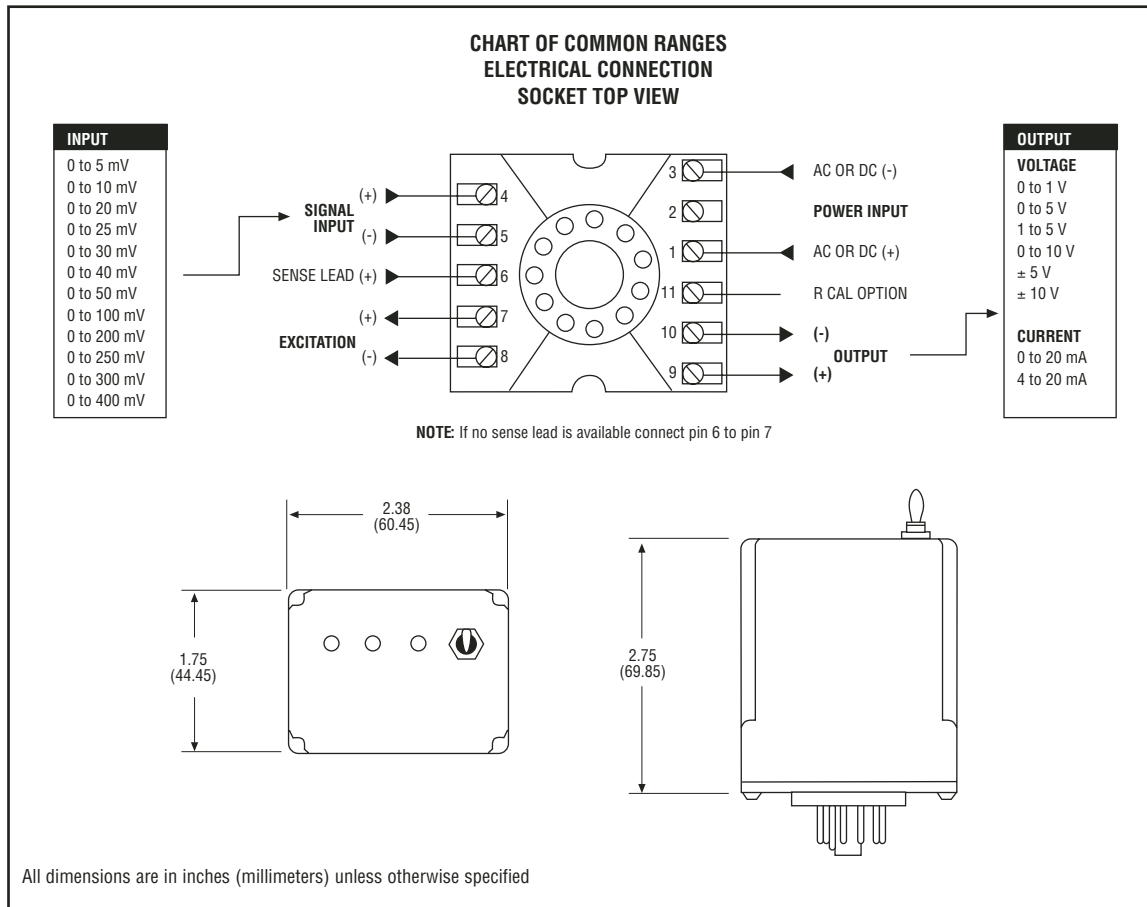 CHART OF COMMON RANGES
ELECTRICAL CONNECTION
SOCKET TOP VIEW
INPUT
0 to 5 mV
0 to 10 mV
0 to 20 mV
0 to 25 mV
0 to 30 mV
0 to 40 mV
0 to 50 mV
0 to 100 mV
0 to 200 mV
0 to 250 mV
0 to 300 mV
0 to 400 mV
SIGNAL
INPUT
(+)
(-)
SENSE LEAD (+)
(+)
EXCITATION
(-)
4
5
6
7
8
3
2
1
11
10
9
AC OR DC (-)
POWER INPUT
AC OR DC (+)
R CAL OPTION
(-)
OUTPUT
(+)
OUTPUT
VOLTAGE
0 to 1 V
0 to 5 V
1 to 5 V
0 to 10 V
± 5 V
± 10 V
CURRENT
0 to 20 mA
4 to 20 mA
NOTE: If no sense lead is available connect pin 6 to pin 7
2.38
(60.45)
1.75
(44.45)
2.75
(69.85)
All dimensions are in inches (millimeters) unless otherwise specified